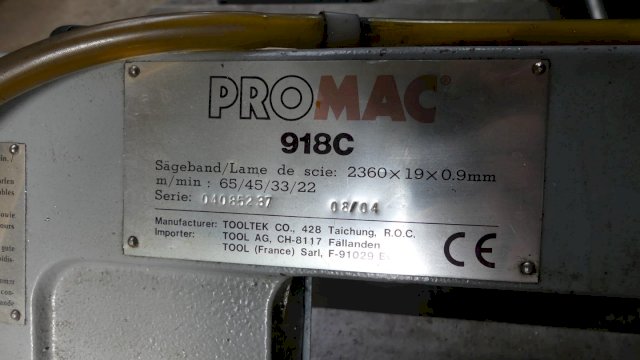 PROMAC®
918C
Sägeband/Lame de scie: 2360×19×0.9mm
m/min : 65/45/33/22
Serie: 04085237 08/04
Manufacturer: TOOLTEK CO., 428 Taichung, R.O.C.
Importer: TOOL AG, CH-8117 Fällanden
TOOL (France) Sarl, F-91029
CE